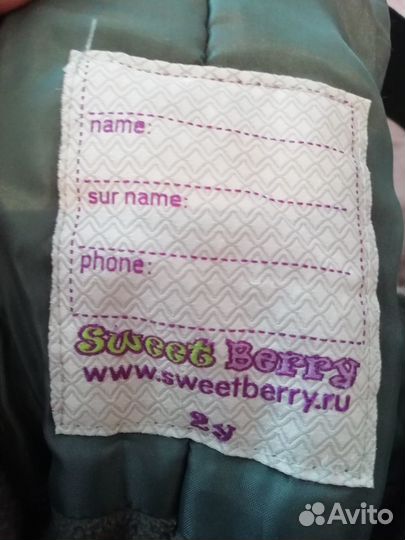 name:
sur name:
phone:
Sweet Berry
www.sweetberry.ru
2y
Avito